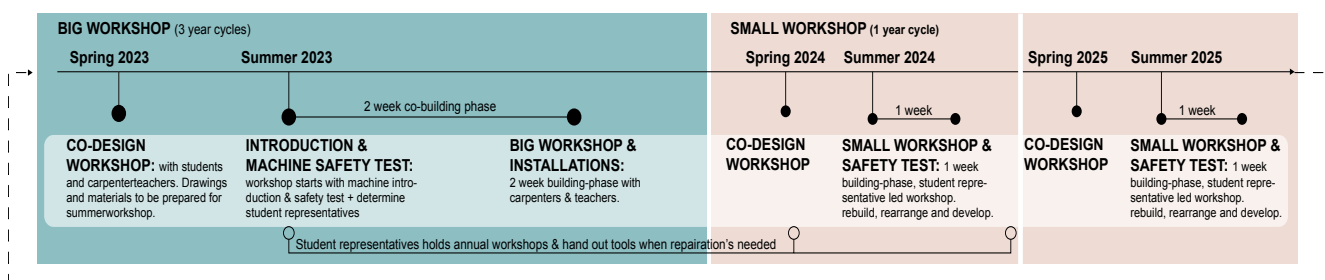 BIG WORKSHOP (3 year cycles)
SMALL WORKSHOP (1 year cycle)
Spring 2023
Summer 2023
Spring 2024
Summer 2024
Spring 2025
Summer 2025
2 week co-building phase
1 week
1 week
CO-DESIGN
WORKSHOP: with students
and carpenterteachers. Drawings
and materials to be prepared for
summerworkshop.
INTRODUCTION &
MACHINE SAFETY TEST:
workshop starts with machine intro-
duction & safety test + determine
student representatives
BIG WORKSHOP &
INSTALLATIONS:
2 week building-phase with
carpenters & teachers.
CO-DESIGN
WORKSHOP
SMALL WORKSHOP &
SAFETY TEST: 1 week
building-phase, student repre-
sentative led workshop.
rebuild, rearrange and develop.
CO-DESIGN
WORKSHOP
SMALL WORKSHOP &
SAFETY TEST: 1 week
building-phase, student repre-
sentative led workshop.
rebuild, rearrange and develop.
Student representatives holds annual workshops & hand out tools when repairation's needed